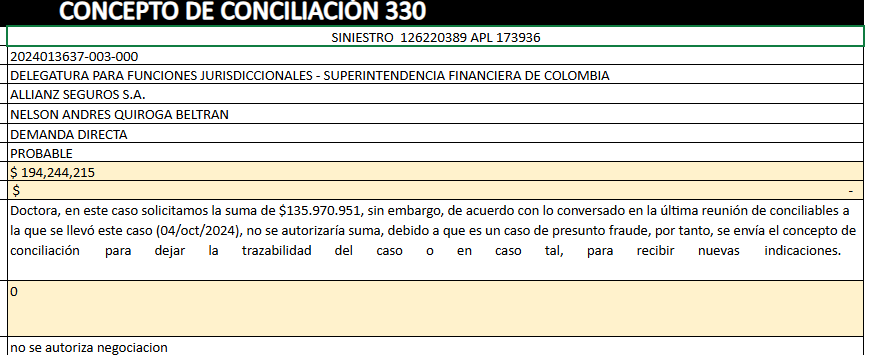 CONCEPTO DE CONCILIACIÓN 330
SINIESTRO 126220389 APL 173936
2024013637-003-000
DELEGATURA PARA FUNCIONES JURISDICCIONALES - SUPERINTENDENCIA FINANCIERA DE COLOMBIA
ALLIANZ SEGUROS S.A.
NELSON ANDRES QUIROGA BELTRAN
DEMANDA DIRECTA
PROBABLE
$ 194,244,215
$ -
Doctora, en este caso solicitamos la suma de $135.970.951, sin embargo, de acuerdo con lo conversado en la última reunión de conciliables a
la que se llevó este caso (04/oct/2024), no se autorizaría suma, debido a que es un caso de presunto fraude, por tanto, se envía el concepto de
conciliación para dejar la trazabilidad del caso o en caso tal, para recibir nuevas indicaciones.
0
no se autoriza negociacion